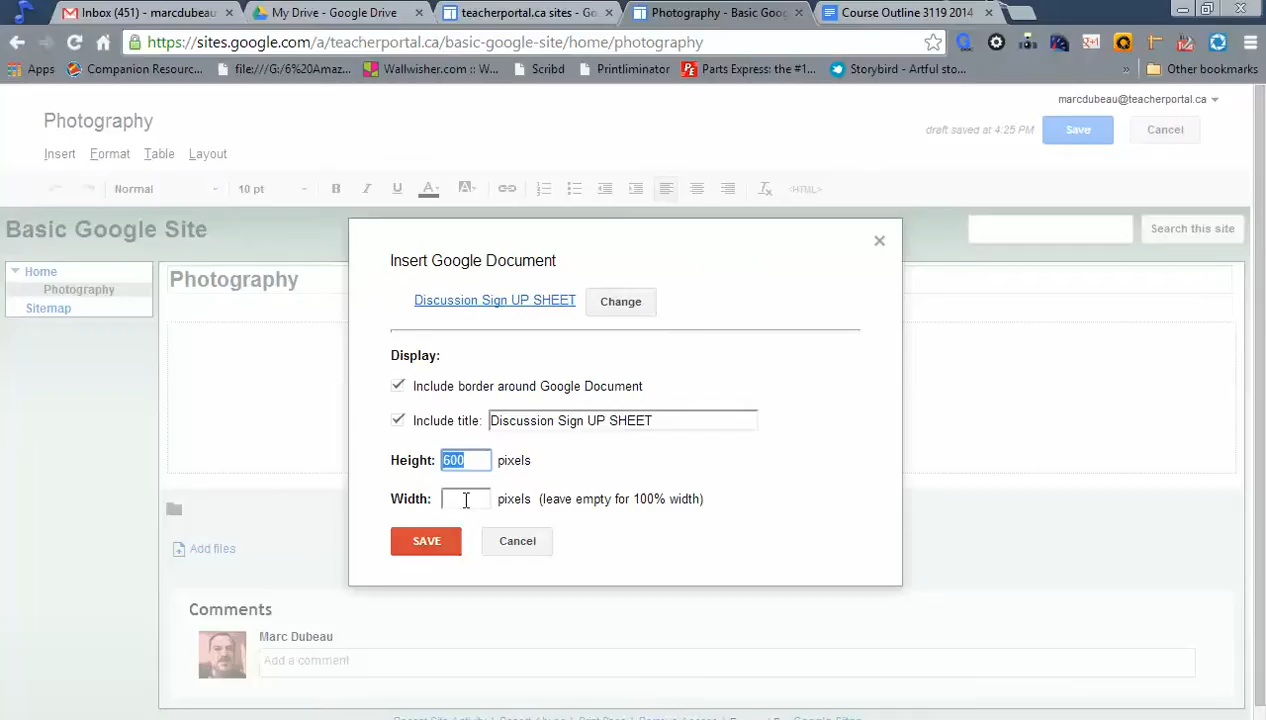 Inbox (451) - marcdubeau
My Drive - Google Drive
teacherportal.ca sites - Go
Photography - Basic Goog
Course Outline 3119 2014
https://sites.google.com/a/teacherportal.ca/basic-google-site/home/photography
Apps
Companion Resourc...
file:///G:/6%20Amaz...
Wallwisher.com :: W...
Scribd
Printliminator
Parts Express: the #1...
Storybird - Artful sto...
»
Other bookmarks
marcdubeau@teacherportal.ca
Photography
draft saved at 4:25 PM
Save
Cancel
Insert Format Table Layout
Normal 10 pt B I U A A <HTML>
Basic Google Site
Search this site
Home
Photography
Sitemap
Photography
Insert Google Document
Discussion Sign UP SHEET
Change
Display:
Include border around Google Document
Include title: Discussion Sign UP SHEET
Height: 600 pixels
Width: pixels (leave empty for 100% width)
SAVE
Cancel
Add files
Comments
Marc Dubeau
Add a comment